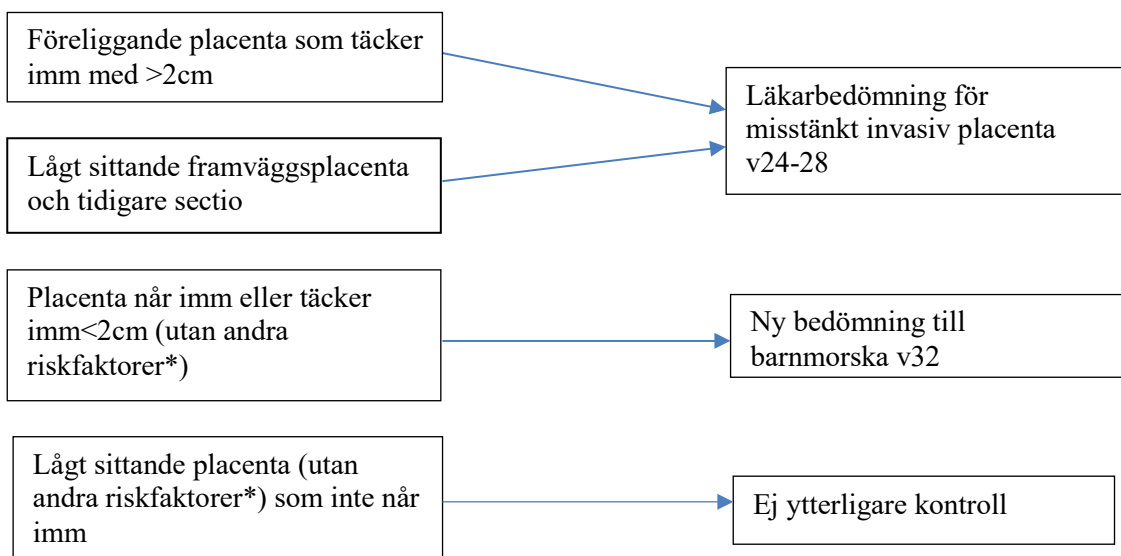 Föreliggande placenta som täcker
imm med >2cm
Läkarbedömning för
misstänkt invasiv placenta
v24-28
Lågt sittande framväggsplacenta
och tidigare sectio
Placenta når imm eller täcker
imm<2cm (utan andra
riskfaktorer*)
Ny bedömning till
barnmorska v32
Lågt sittande placenta (utan
andra riskfaktorer*) som inte når
imm
Ej ytterligare kontroll